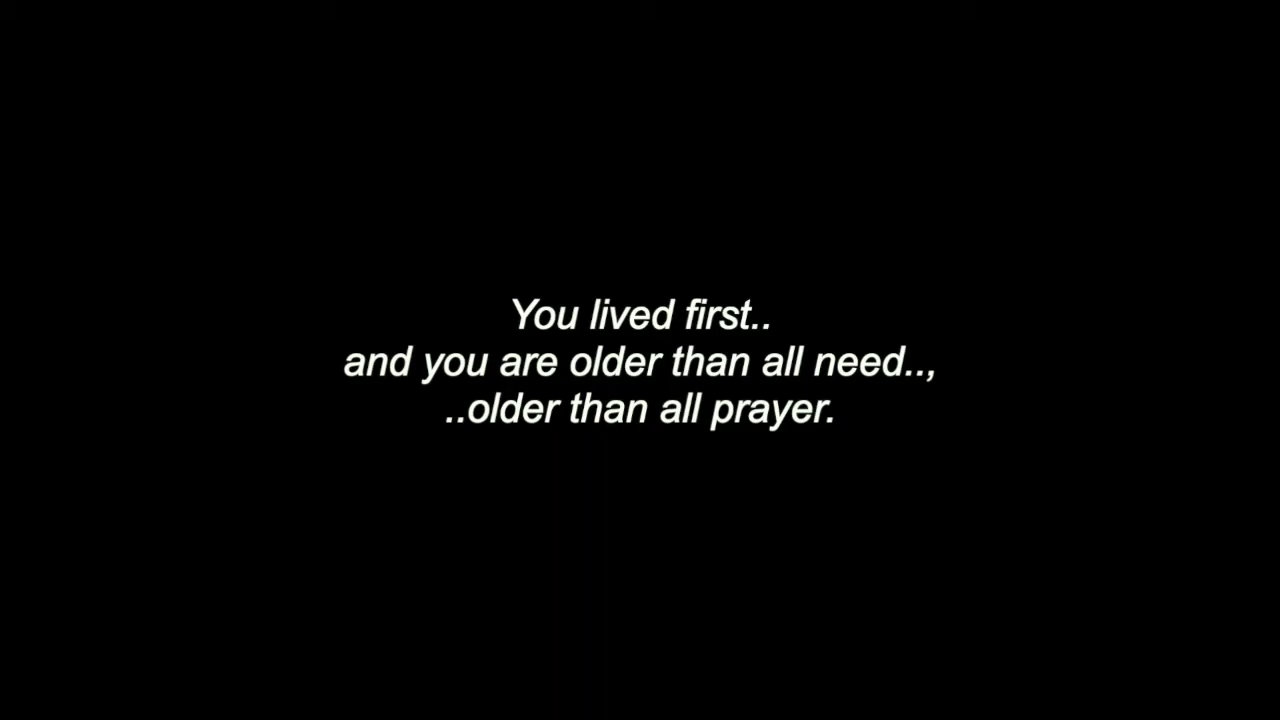 You lived first..
and you are older than all need..,
..older than all prayer.